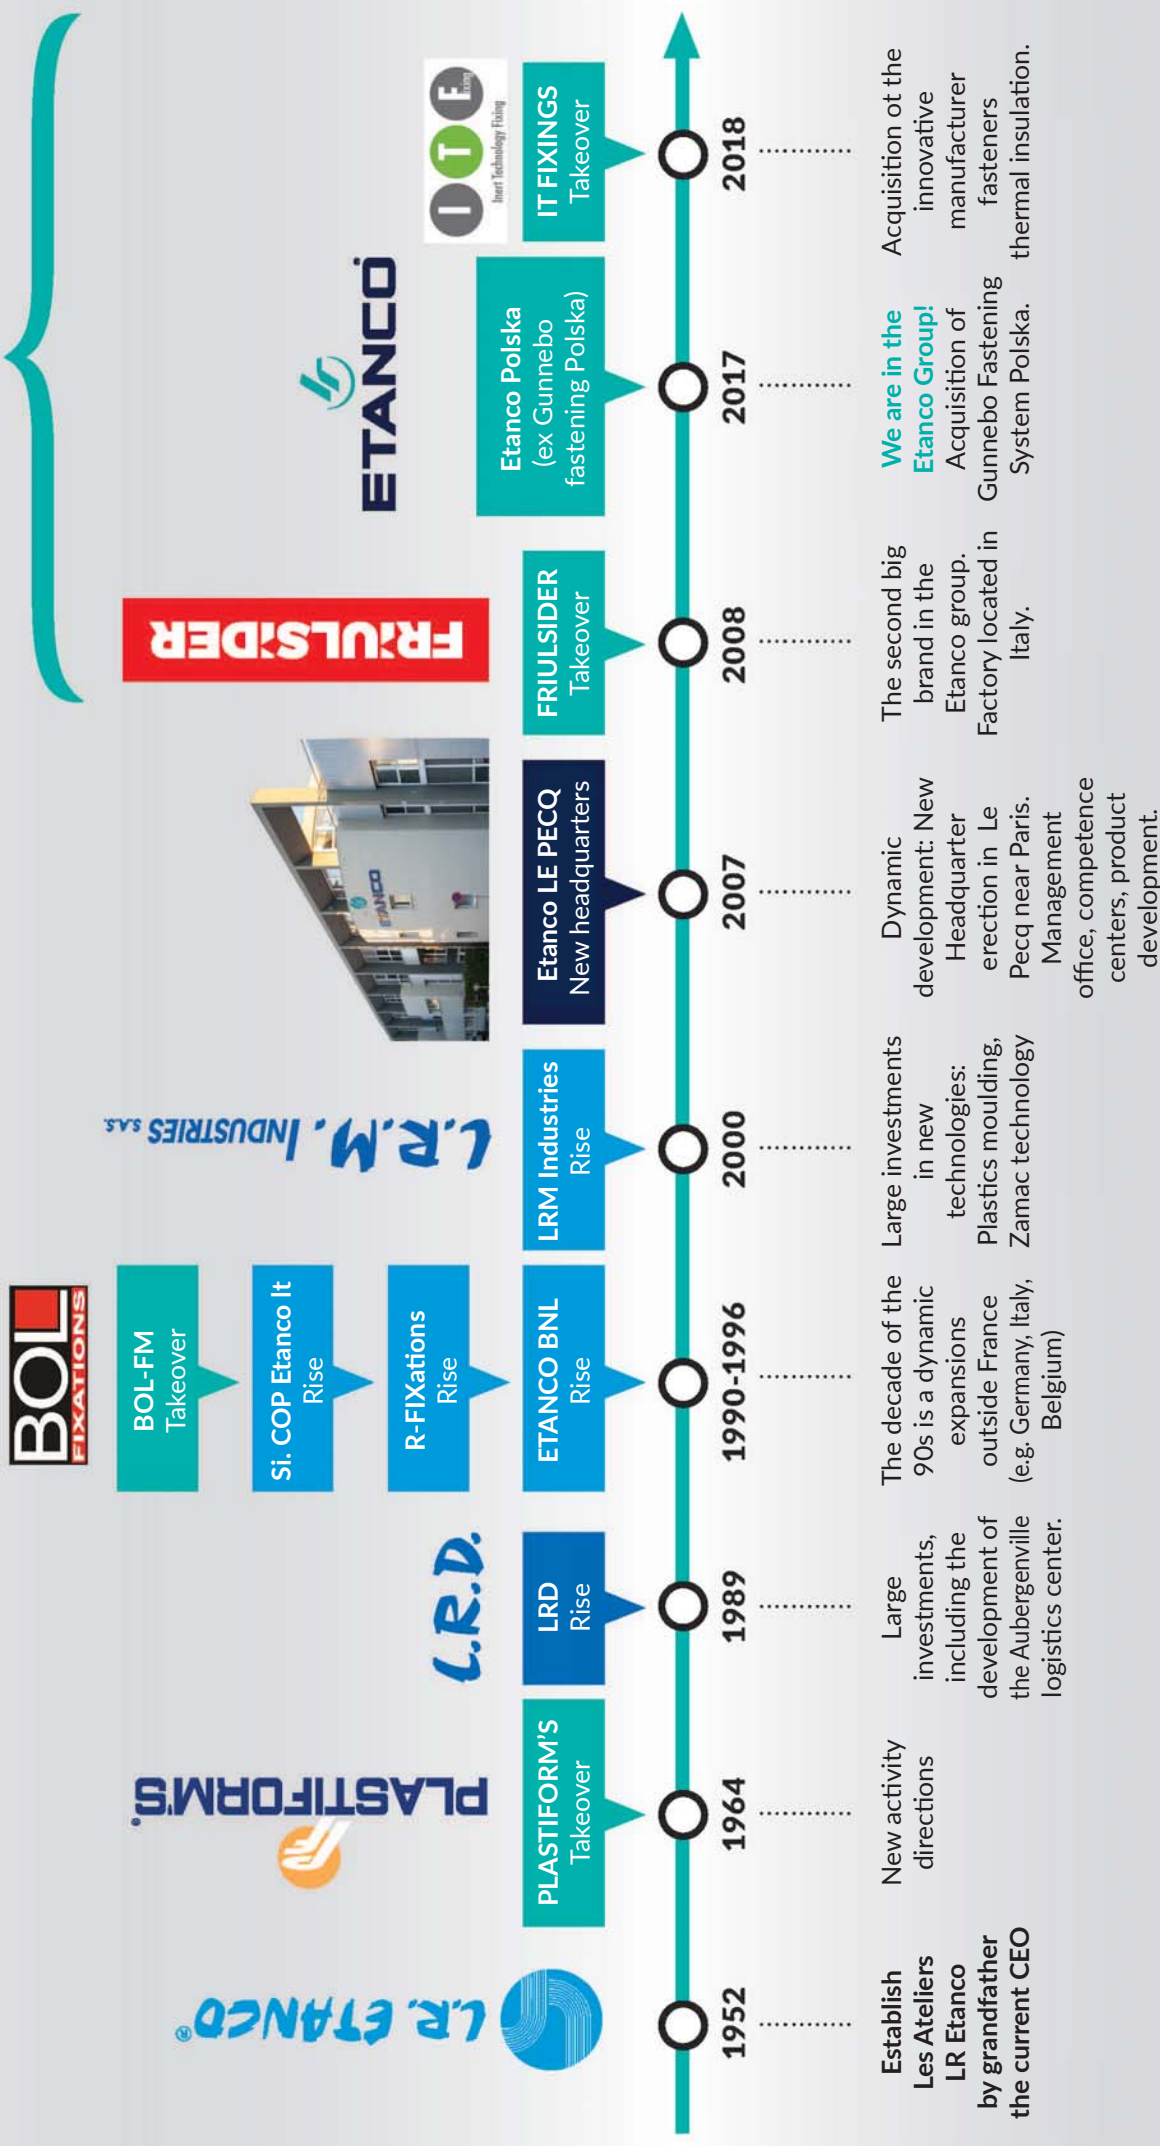 L.R. ETANCO®
1952
Establish
Les Ateliers
LR Etanco
by grandfather
the current CEO
PLASTIFORM'S
PLASTIFORM'S
Takeover
1964
New activity
directions
L.R.D.
LRD
Rise
1989
Large
investments,
including the
development of
the Aubergenville
logistics center.
BOL
FIXATIONS
BOL-FM
Takeover
Si. COP Etanco It
Rise
R-FIXations
Rise
ETANCO BNL
Rise
1990-1996
The decade of the
90s is a dynamic
expansions
outside France
(e.g. Germany, Italy,
Belgium)
L.R.M. INDUSTRIES S.A.S.
LRM Industries
Rise
2000
Large investments
in new
technologies:
Plastics moulding,
Zamac technology
ETANCO
Etanco LE PECQ
New headquarters
2007
Dynamic
development: New
Headquarter
erection in Le
Pecq near Paris.
Management
office, competence
centers, product
development.
FRIULSIDER
FRIULSIDER
Takeover
2008
The second big
brand in the
Etanco group.
Factory located in
Italy.
ETANCO
Etanco Polska
(ex Gunnebo
fastening Polska)
2017
We are in the
Etanco Group!
Acquisition of
Gunnebo Fastening
System Polska.
I T Fixing
Inert Technology Fixing
IT FIXINGS
Takeover
2018
Acquisition ot the
innovative
manufacturer
fasteners
thermal insulation.